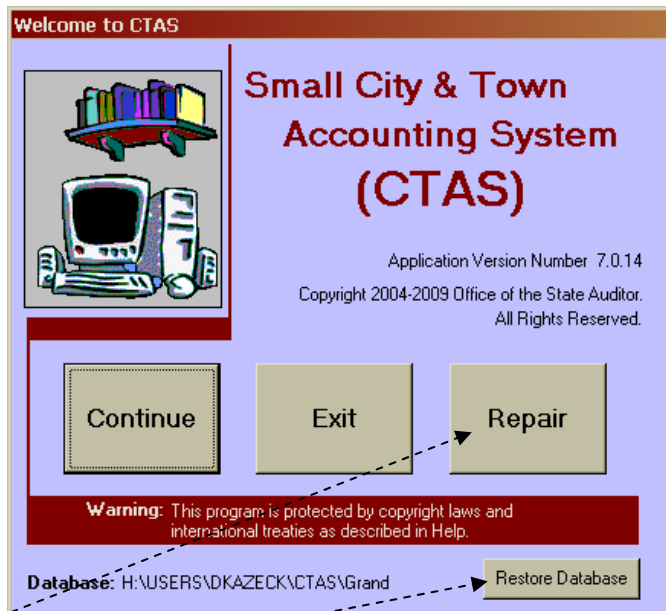 Welcome to CTAS
Small City & Town
Accounting System
(CTAS)
Application Version Number 7.0.14
Copyright 2004-2009 Office of the State Auditor.
All Rights Reserved.
Continue
Exit
Repair
Warning: This program is protected by copyright laws and
international treaties as described in Help.
Database: H:\USERS\DKAZECK\CTAS\Grand
Restore Database